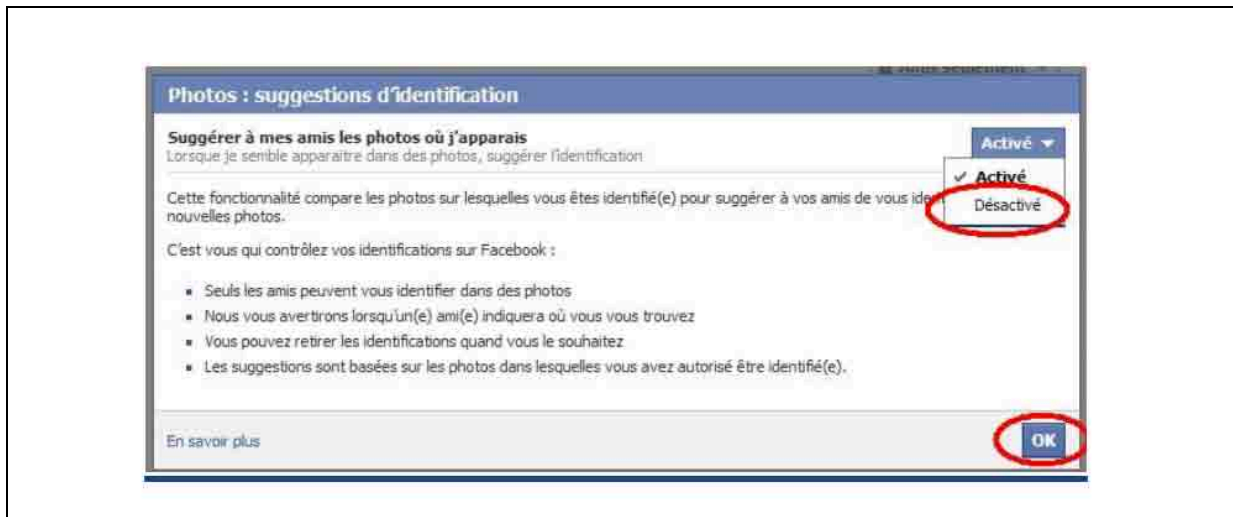 Amis seulement
Photos : suggestions d'identification
Suggérer à mes amis les photos où j'apparais
Lorsque je semble apparaître dans des photos, suggérer l'identification
Activé
✓ Activé
Désactivé
Cette fonctionnalité compare les photos sur lesquelles vous êtes identifié(e) pour suggérer à vos amis de vous
nouvelles photos.
C'est vous qui contrôlez vos identifications sur Facebook :
▪ Seuls les amis peuvent vous identifier dans des photos
▪ Nous vous avertirons lorsqu'un(e) ami(e) indiquera où vous vous trouvez
▪ Vous pouvez retirer les identifications quand vous le souhaitez
▪ Les suggestions sont basées sur les photos dans lesquelles vous avez autorisé être identifié(e).
En savoir plus
OK